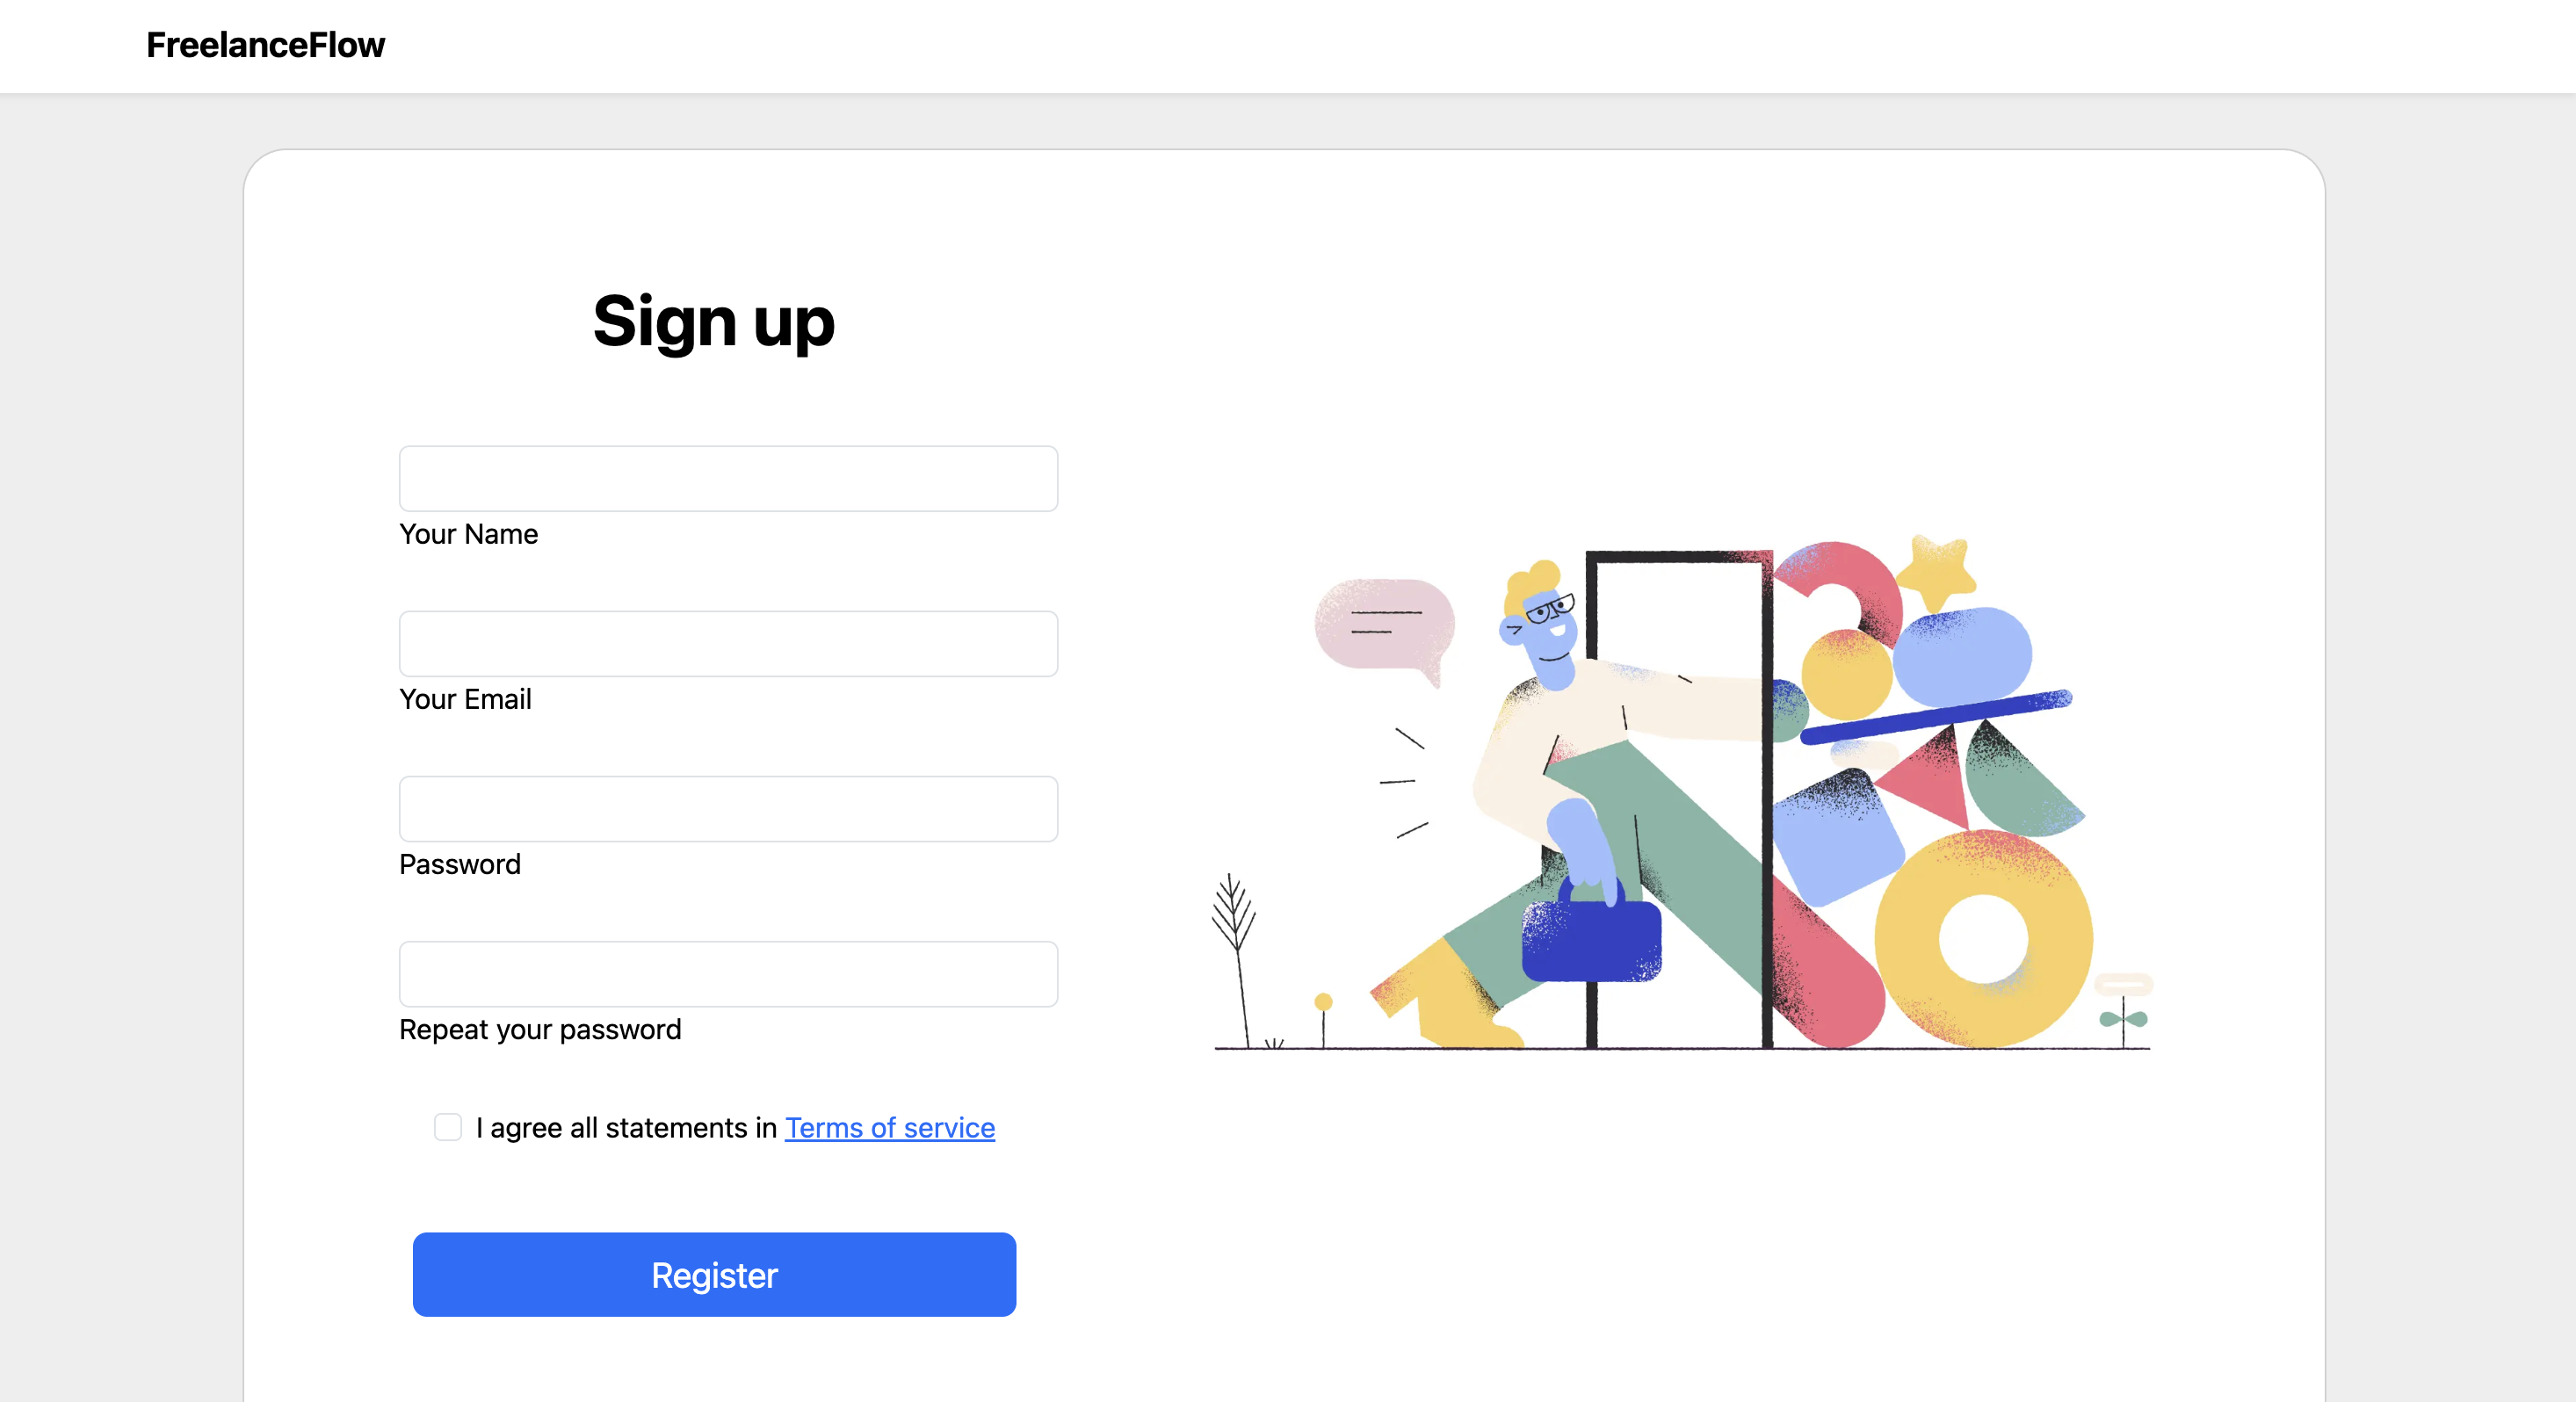 FreelanceFlow
Sign up
Your Name
Your Email
Password
Repeat your password
I agree all statements in Terms of service
Register